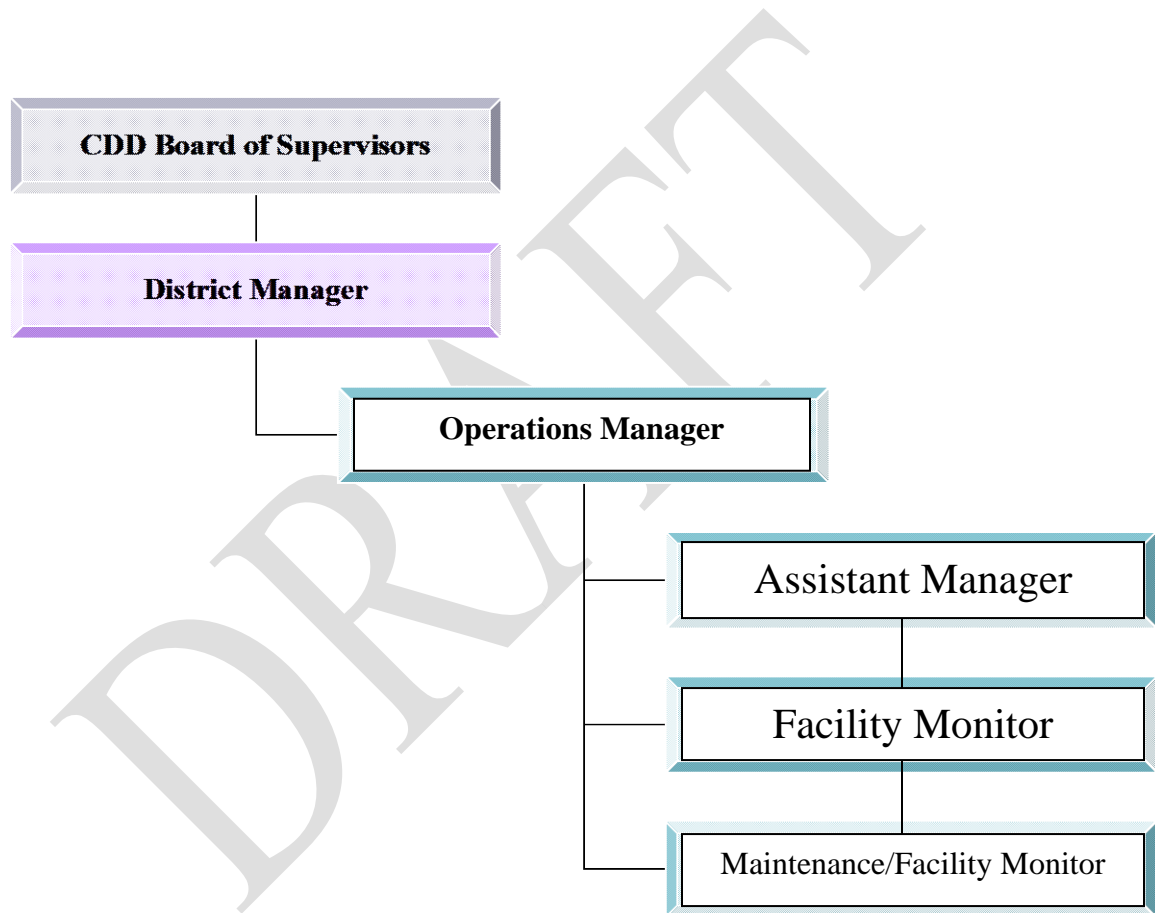 CDD Board of Supervisors
District Manager
Operations Manager
Assistant Manager
Facility Monitor
Maintenance/Facility Monitor
DRAFT